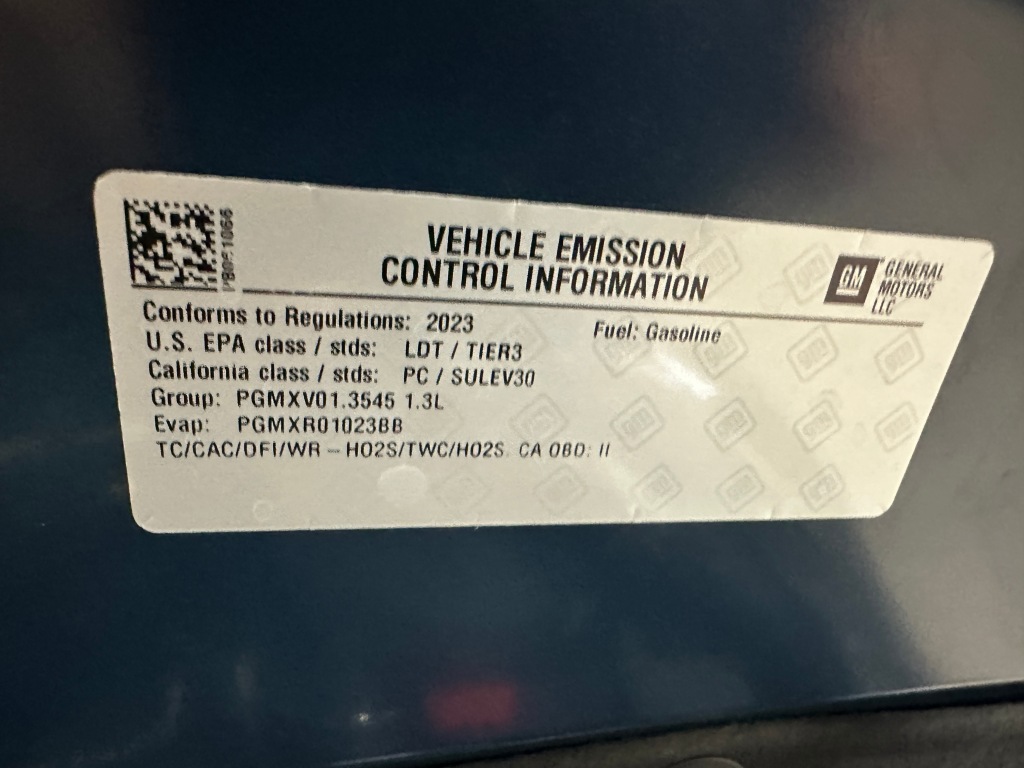 VEHICLE EMISSION
CONTROL INFORMATION
GM GENERAL
MOTORS
LLC
Conforms to Regulations: 2023 Fuel: Gasoline
U.S. EPA class / stds: LDT / TIER3
California class / stds: PC / SULEV30
Group: PGMXV01.3545 1.3L
Evap: PGMXR01023BB
TC/CAC/DFI/WR – HO2S/TWC/HO2S. CA OBD: II